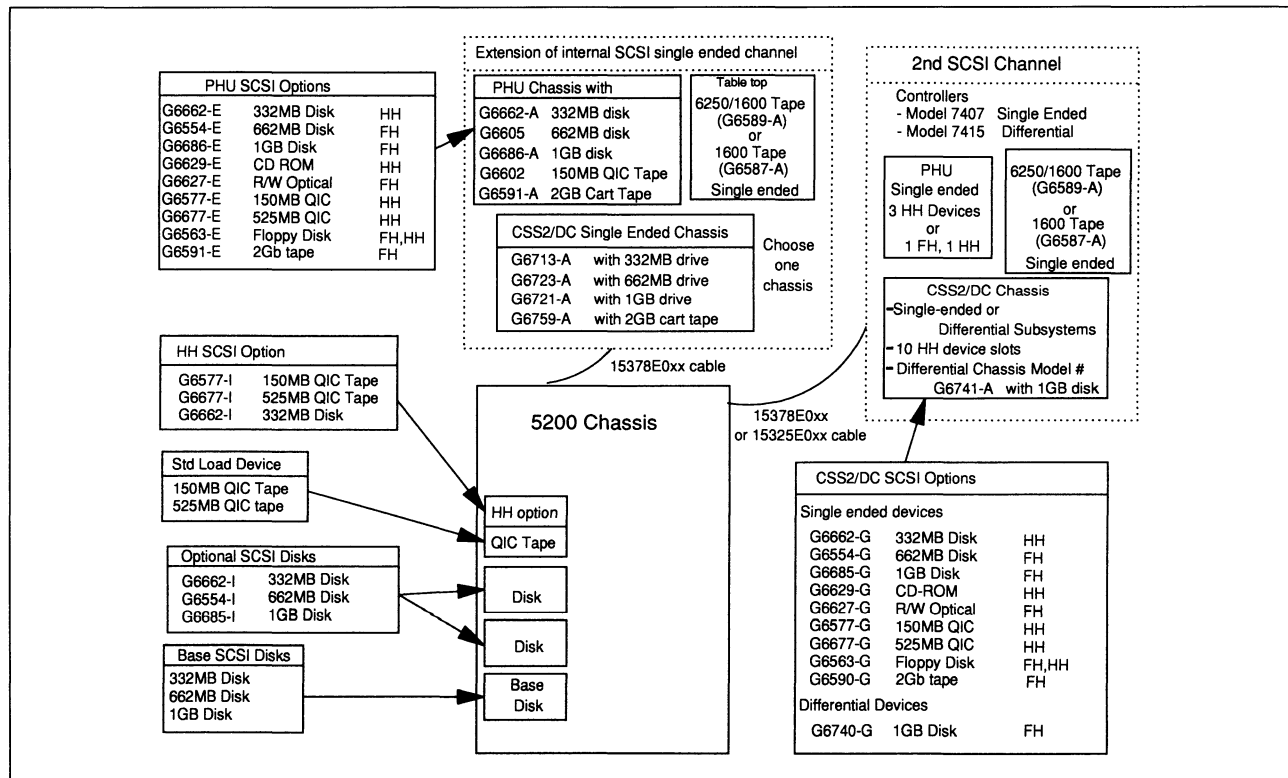 PHU SCSI Options
G6662-E 332MB Disk HH
G6554-E 662MB Disk FH
G6686-E 1GB Disk FH
G6629-E CD ROM HH
G6627-E R/W Optical FH
G6577-E 150MB QIC HH
G6677-E 525MB QIC HH
G6563-E Floppy Disk FH,HH
G6591-E 2Gb tape FH
Extension of internal SCSI single ended channel
PHU Chassis with
G6662-A 332MB disk
G6605 662MB disk
G6686-A 1GB disk
G6602 150MB QIC Tape
G6591-A 2GB Cart Tape
Table top
6250/1600 Tape
(G6589-A)
or
1600 Tape
(G6587-A)
Single ended
CSS2/DC Single Ended Chassis
G6713-A with 332MB drive
G6723-A with 662MB drive
G6721-A with 1GB drive
G6759-A with 2GB cart tape
Choose
one
chassis
2nd SCSI Channel
Controllers
- Model 7407 Single Ended
- Model 7415 Differential
PHU
Single ended
3 HH Devices
or
1 FH, 1 HH
6250/1600 Tape
(G6589-A)
or
1600 Tape
(G6587-A)
Single ended
CSS2/DC Chassis
-Single-ended or
Differential Subsystems
- 10 HH device slots
- Differential Chassis Model #
G6741-A with 1GB disk
15378E0xx cable
15378E0xx
or 15325E0xx cable
HH SCSI Option
G6577-I 150MB QIC Tape
G6677-I 525MB QIC Tape
G6662-I 332MB Disk
Std Load Device
150MB QIC Tape
525MB QIC tape
Optional SCSI Disks
G6662-I 332MB Disk
G6554-I 662MB Disk
G6685-I 1GB Disk
Base SCSI Disks
332MB Disk
662MB Disk
1GB Disk
5200 Chassis
HH option
QIC Tape
Disk
Disk
Base
Disk
CSS2/DC SCSI Options
Single ended devices
G6662-G 332MB Disk HH
G6554-G 662MB Disk FH
G6685-G 1GB Disk FH
G6629-G CD-ROM HH
G6627-G R/W Optical FH
G6577-G 150MB QIC HH
G6677-G 525MB QIC HH
G6563-G Floppy Disk FH,HH
G6590-G 2Gb tape FH
Differential Devices
G6740-G 1GB Disk FH